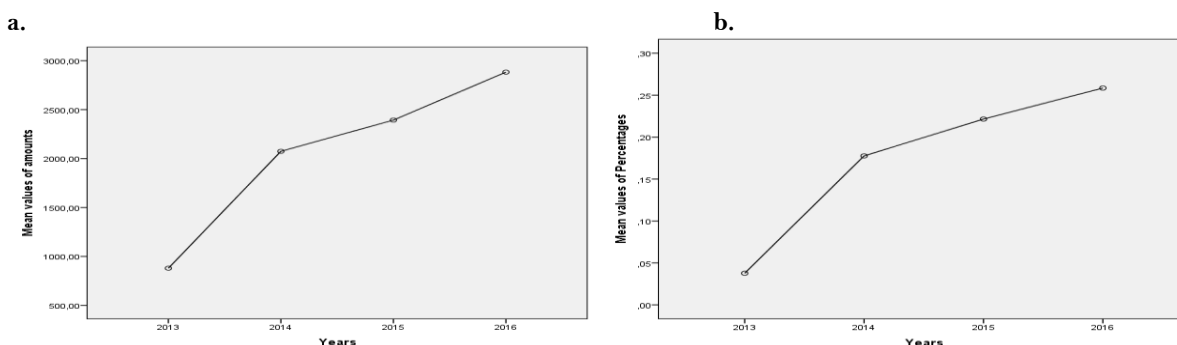 a.
Mean values of amounts
3000,00
2500,00
2000,00
1500,00
1000,00
500,00
2013 2014 2015 2016
Years
b.
Mean values of Percentages
,30
,25
,20
,15
,10
,05
,00
2013 2014 2015 2016
Years